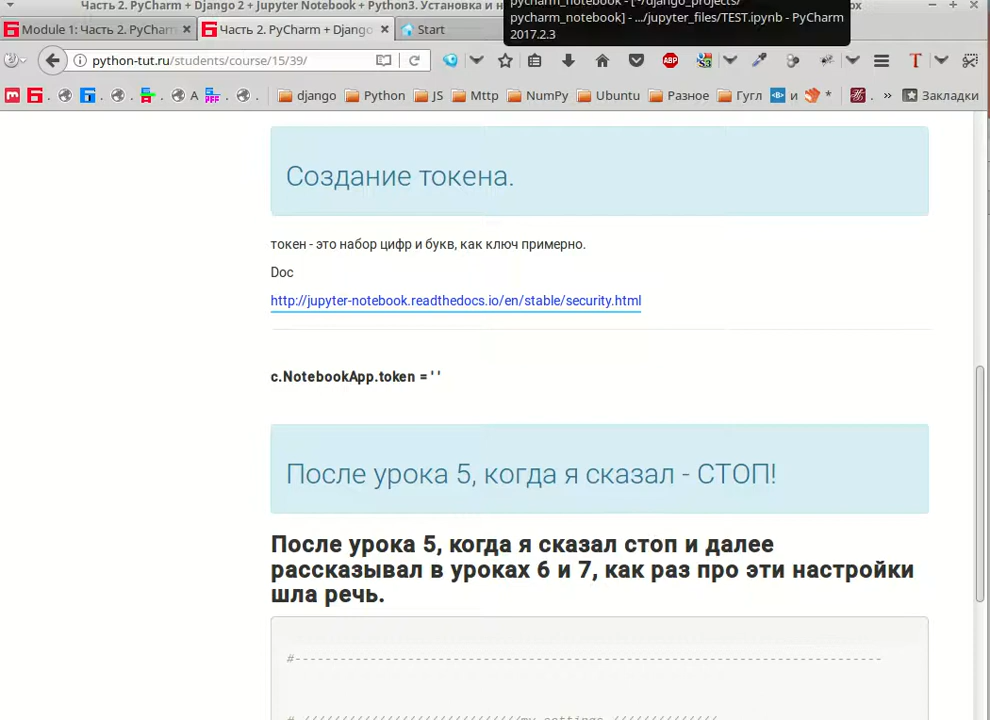 Часть 2. PyCharm + Django 2 + Jupyter Notebook + Python3. Установка и н
pycharm_notebook - [~/django_projects/
pycharm_notebook] - .../jupyter_files/TEST.ipynb - PyCharm
2017.2.3
Module 1: Часть 2. PyCharm
Часть 2. PyCharm + Django
Start
python-tut.ru/students/course/15/39/
ABP
django
Python
JS
Mttp
NumPy
Ubuntu
Разное
Гугл
и
*
Закладки
Создание токена.
токен - это набор цифр и букв, как ключ примерно.
Doc
http://jupyter-notebook.readthedocs.io/en/stable/security.html
c.NotebookApp.token = ' '
После урока 5, когда я сказал - СТОП!
После урока 5, когда я сказал стоп и далее
рассказывал в уроках 6 и 7, как раз про эти настройки
шла речь.